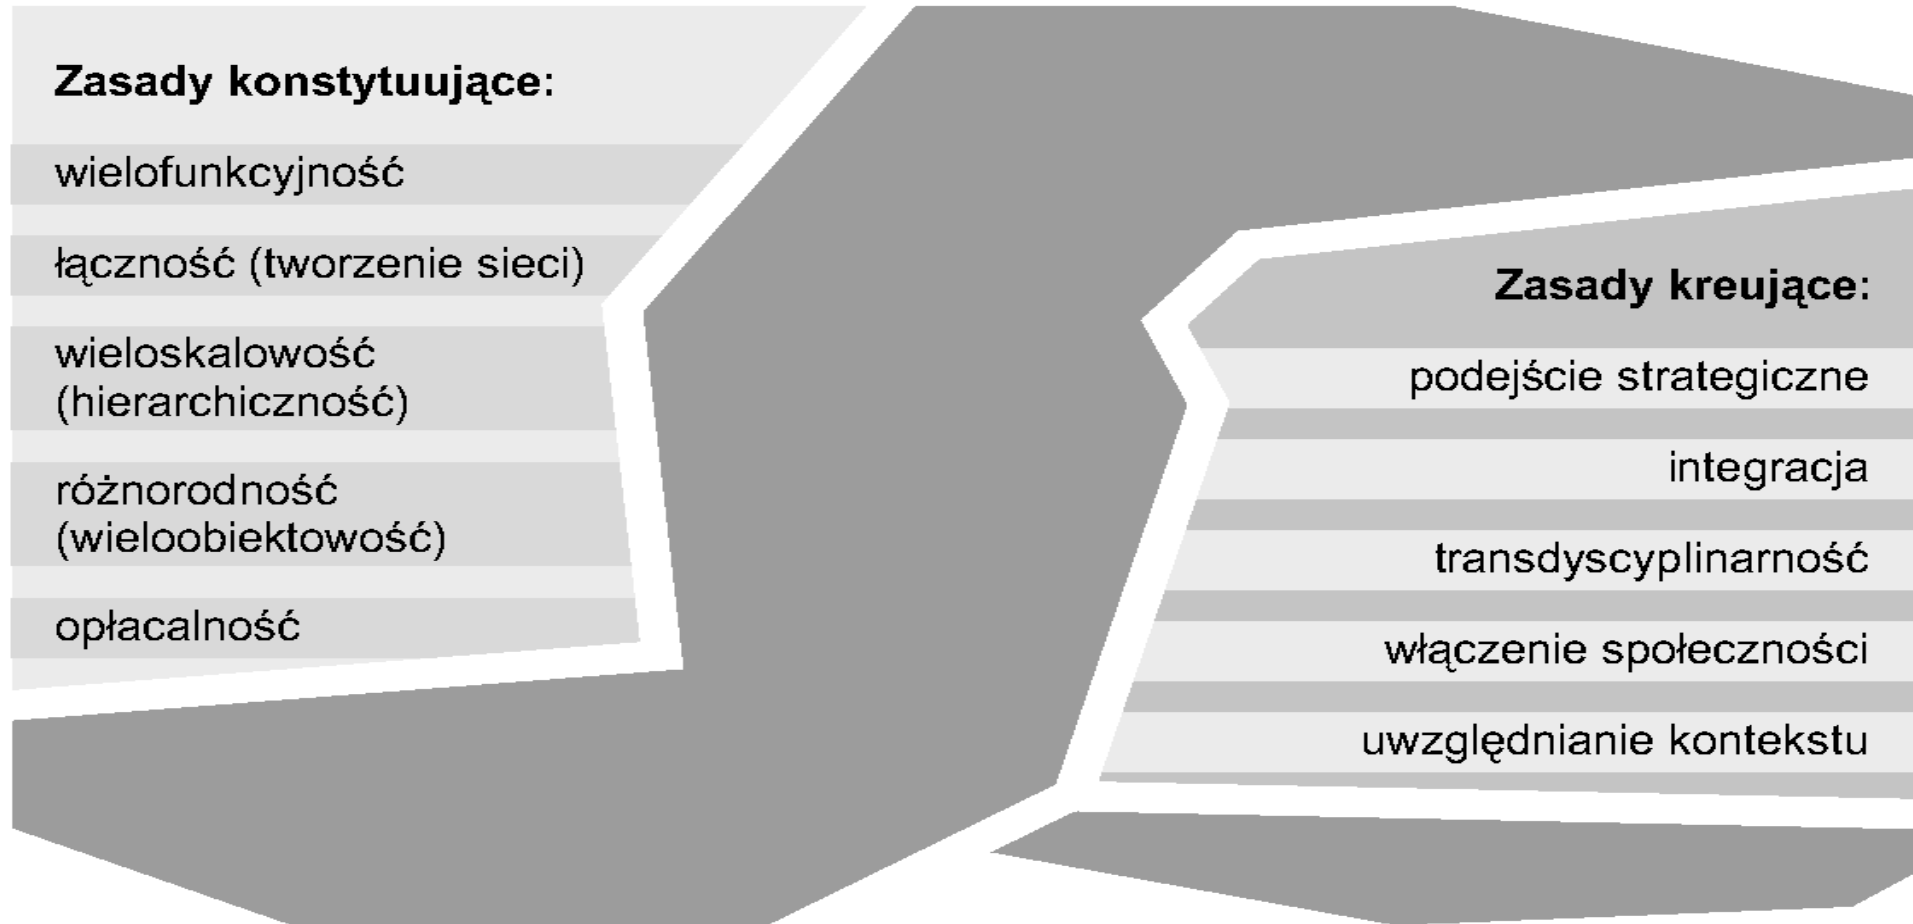 Zasady konstytuujące:
wielofunkcyjność
łączność (tworzenie sieci)
wieloskalowość
(hierarchiczność)
różnorodność
(wieloobiektowość)
opłacalność
Zasady kreujące:
podejście strategiczne
integracja
transdyscyplinarność
włączenie społeczności
uwzględnianie kontekstu